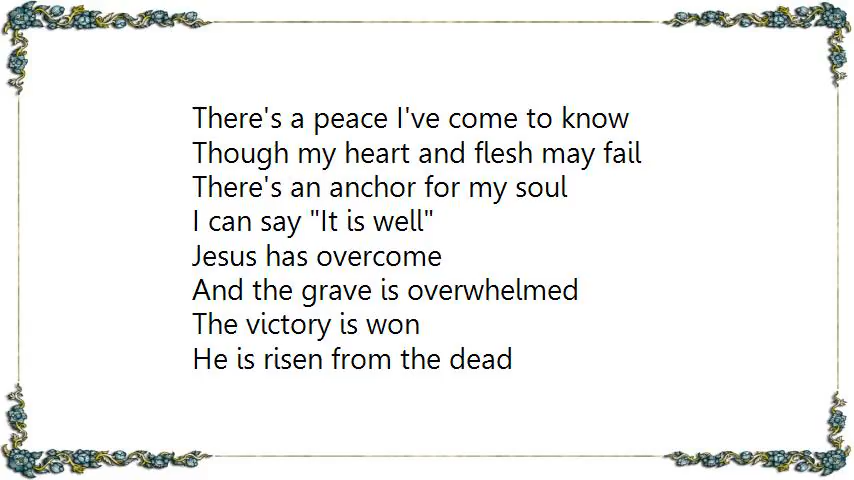 There's a peace I've come to know
Though my heart and flesh may fail
There's an anchor for my soul
I can say "It is well"
Jesus has overcome
And the grave is overwhelmed
The victory is won
He is risen from the dead